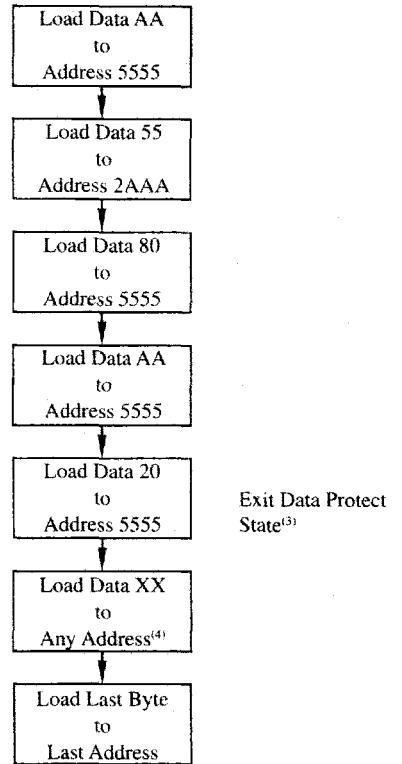 Load Data AA
to
Address 5555
Load Data 55
to
Address 2AAA
Load Data 80
to
Address 5555
Load Data AA
to
Address 5555
Load Data 20
to
Address 5555
Exit Data Protect
State(3)
Load Data XX
to
Any Address(4)
Load Last Byte
to
Last Address